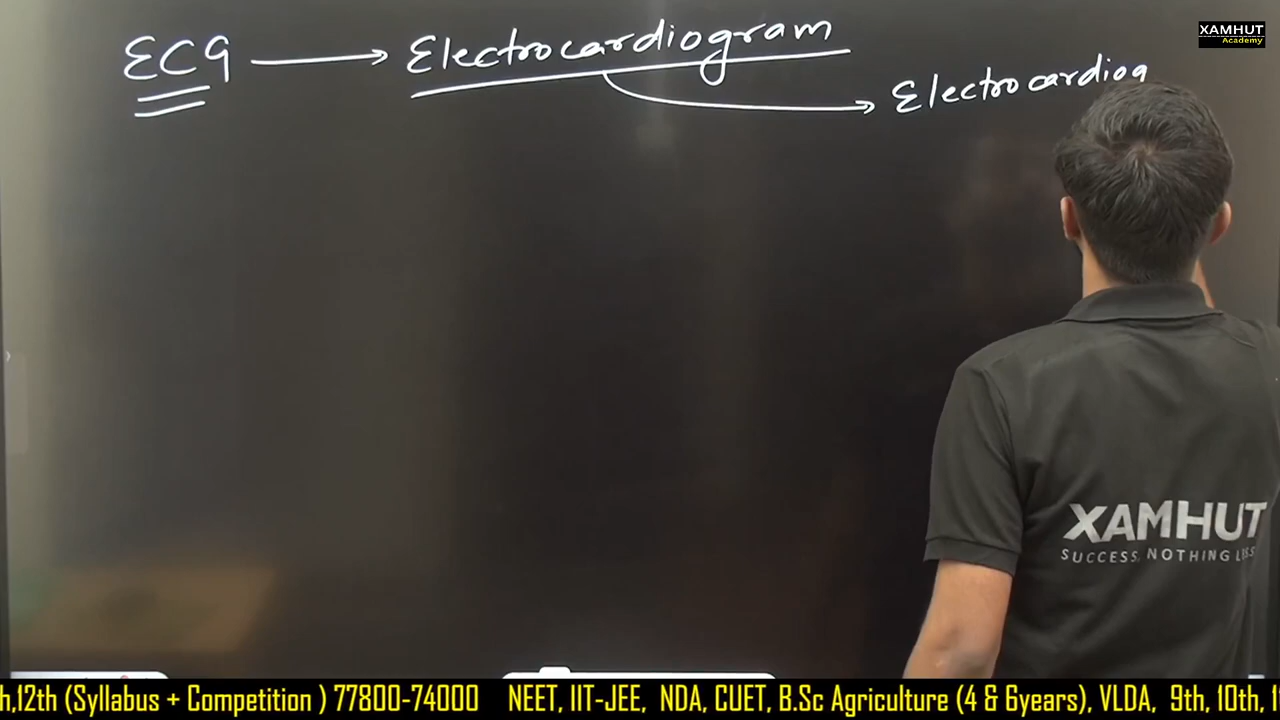 XAMHUT
Academy
ECG → Electrocardiogram
→ Electrocardiog
XAMHUT
SUCCESS, NOTHING LESS
h,12th (Syllabus + Competition ) 77800-74000 NEET, IIT-JEE, NDA, CUET, B.Sc Agriculture (4 & 6years), VLDA, 9th, 10th, 1